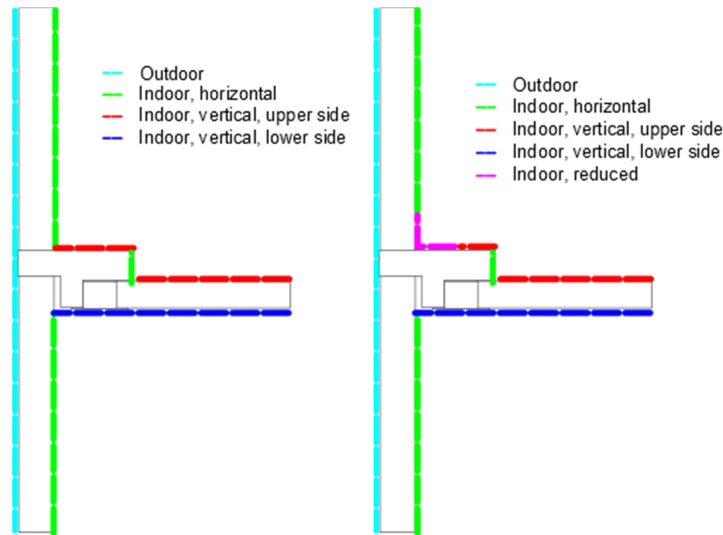 Outdoor
Indoor, horizontal
Indoor, vertical, upper side
Indoor, vertical, lower side
Outdoor
Indoor, horizontal
Indoor, vertical, upper side
Indoor, vertical, lower side
Indoor, reduced